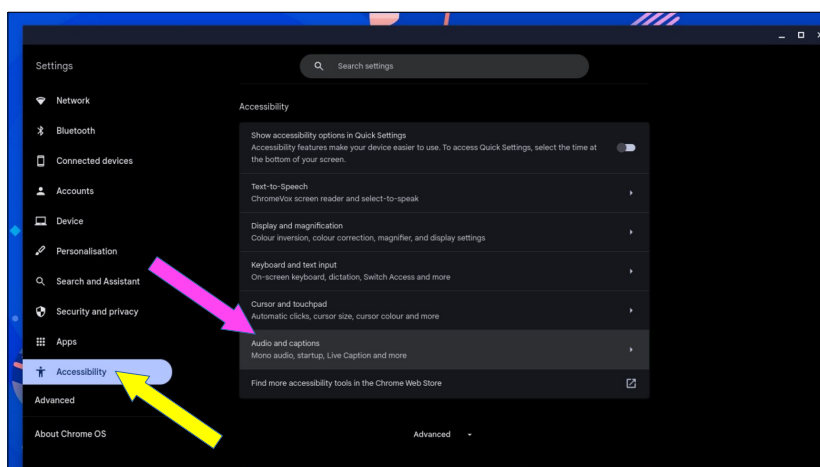 Settings
Search settings
Network
Bluetooth
Connected devices
Accounts
Device
Personalisation
Search and Assistant
Security and privacy
Apps
Accessibility
Advanced
About Chrome OS
Accessibility
Show accessibility options in Quick Settings
Accessibility features make your device easier to use. To access Quick Settings, select the time at
the bottom of your screen.
Text-to-Speech
ChromeVox screen reader and select-to-speak
Display and magnification
Colour inversion, colour correction, magnifier, and display settings
Keyboard and text input
On-screen keyboard, dictation, Switch Access and more
Cursor and touchpad
Automatic clicks, cursor size, cursor colour and more
Audio and captions
Mono audio, startup, Live Caption and more
Find more accessibility tools in the Chrome Web Store
Advanced